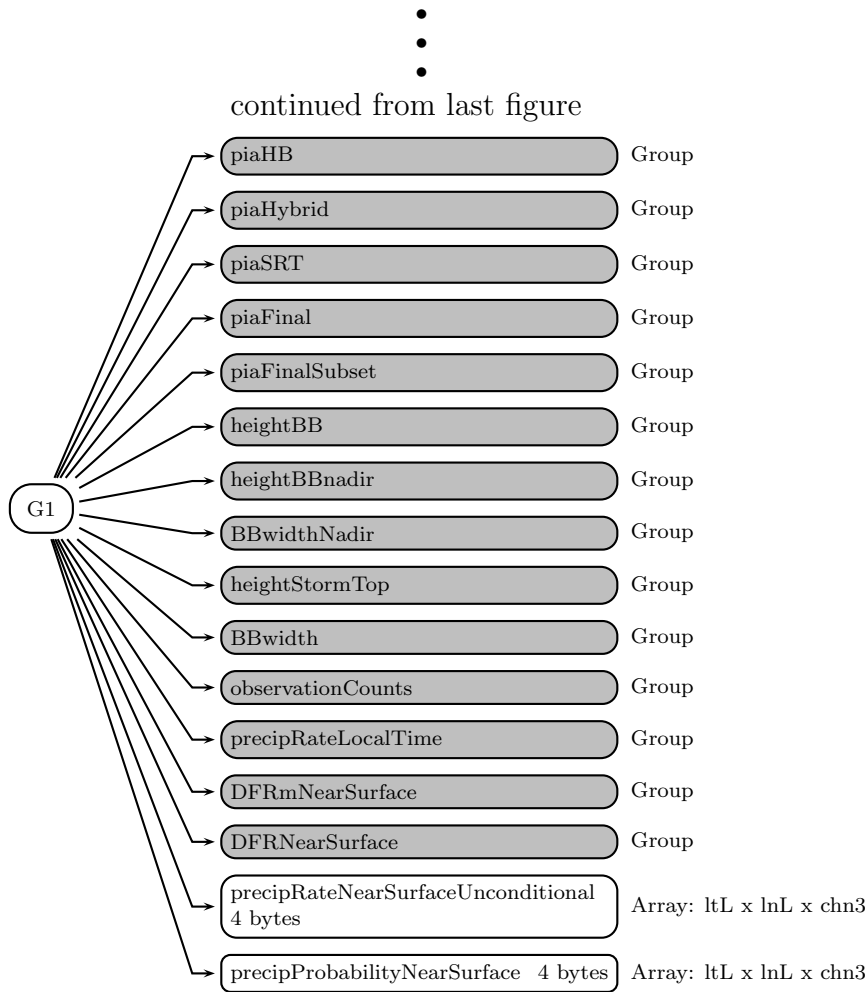 continued from last figure
piaHB Group
piaHybrid Group
piaSRT Group
piaFinal Group
piaFinalSubset Group
heightBB Group
heightBBnadir Group
G1
BBwidthNadir Group
heightStormTop Group
BBwidth Group
observationCounts Group
precipRateLocalTime Group
DFRmNearSurface Group
DFRNearSurface Group
precipRateNearSurfaceUnconditional
4 bytes
Array: ltL x lnL x chn3
precipProbabilityNearSurface 4 bytes Array: ltL x lnL x chn3